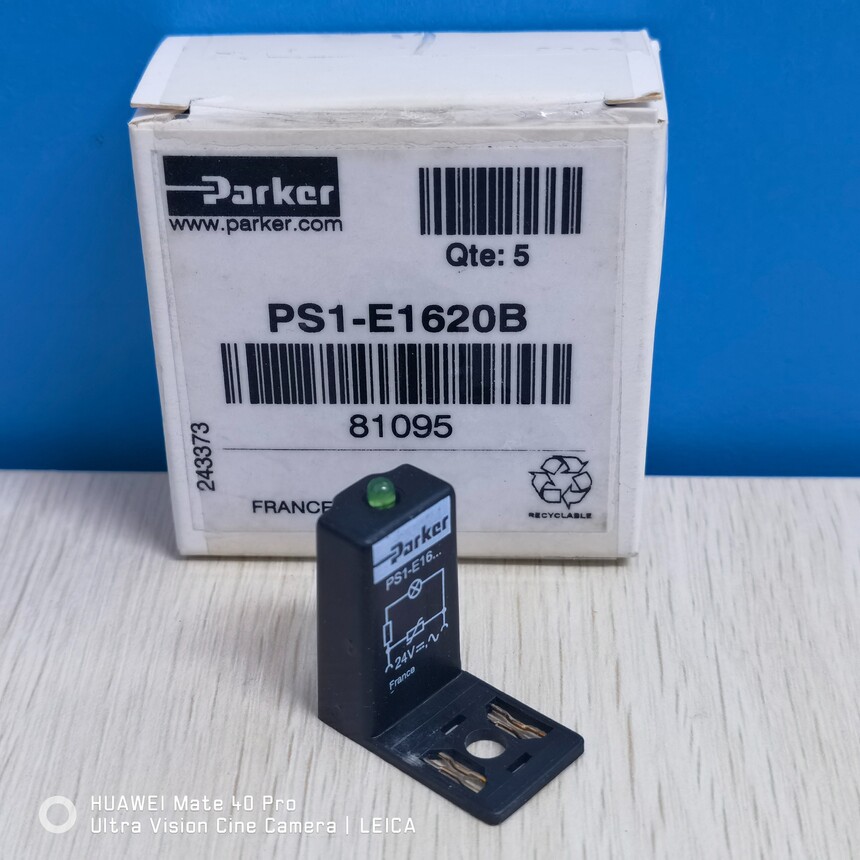 Parker
www.parker.com
Qte: 5
PS1-E1620B
81095
243373
FRANCE
RECYCLABLE
Parker
PS1-E16...
24V
France
HUAWEI Mate 40 Pro
Ultra Vision Cine Camera | LEICA